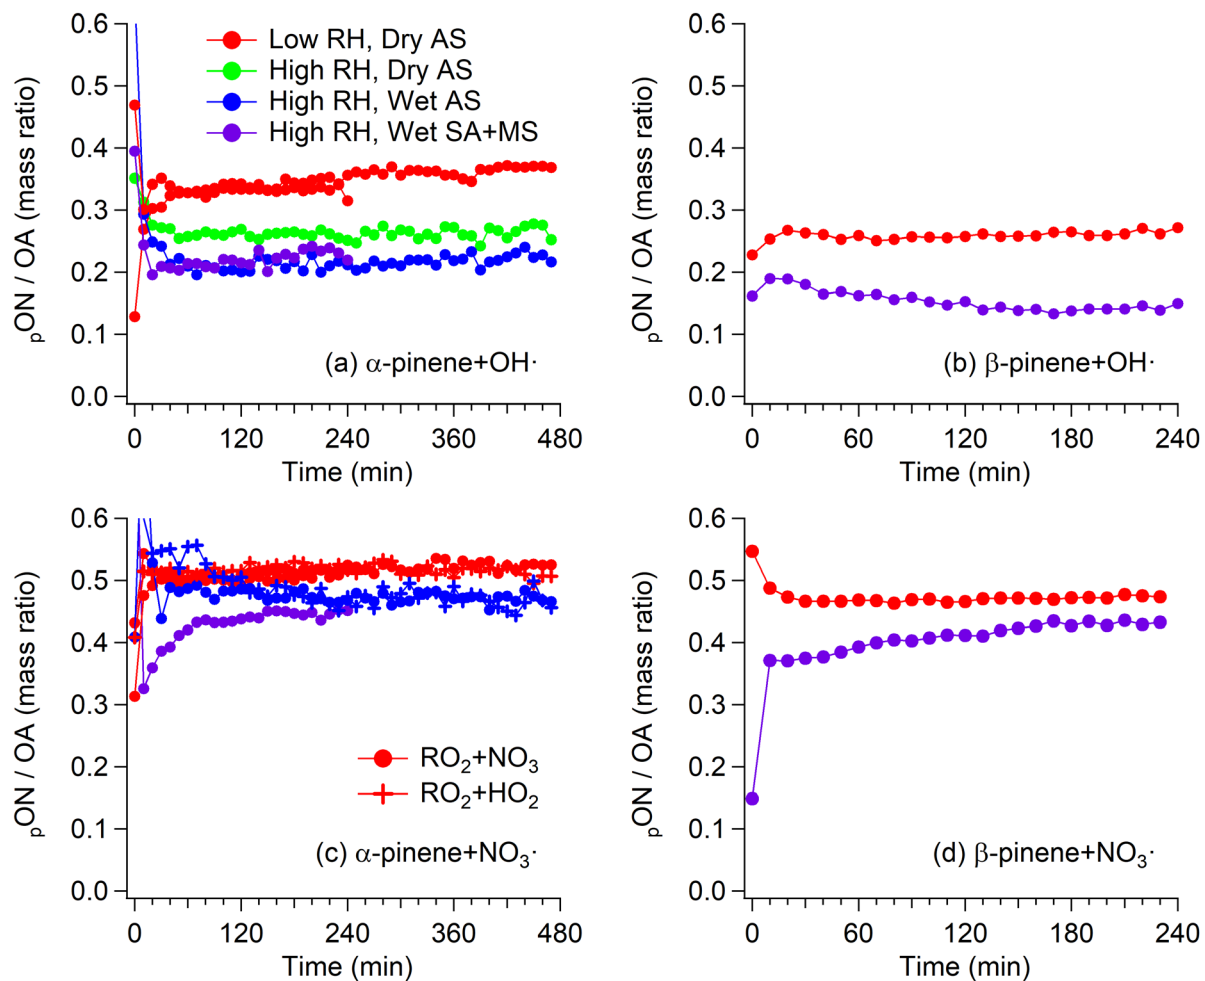 0.6
0.5
0.4
0.3
0.2
0.1
0.0
pON / OA (mass ratio)
Low RH, Dry AS
High RH, Dry AS
High RH, Wet AS
High RH, Wet SA+MS
(a) α-pinene+OH·
0 120 240 360 480
Time (min)
0.6
0.5
0.4
0.3
0.2
0.1
0.0
pON / OA (mass ratio)
(b) β-pinene+OH·
0 60 120 180 240
Time (min)
0.6
0.5
0.4
0.3
0.2
0.1
0.0
pON / OA (mass ratio)
RO₂+NO₃
RO₂+HO₂
(c) α-pinene+NO₃·
0 120 240 360 480
Time (min)
0.6
0.5
0.4
0.3
0.2
0.1
0.0
pON / OA (mass ratio)
(d) β-pinene+NO₃·
0 60 120 180 240
Time (min)